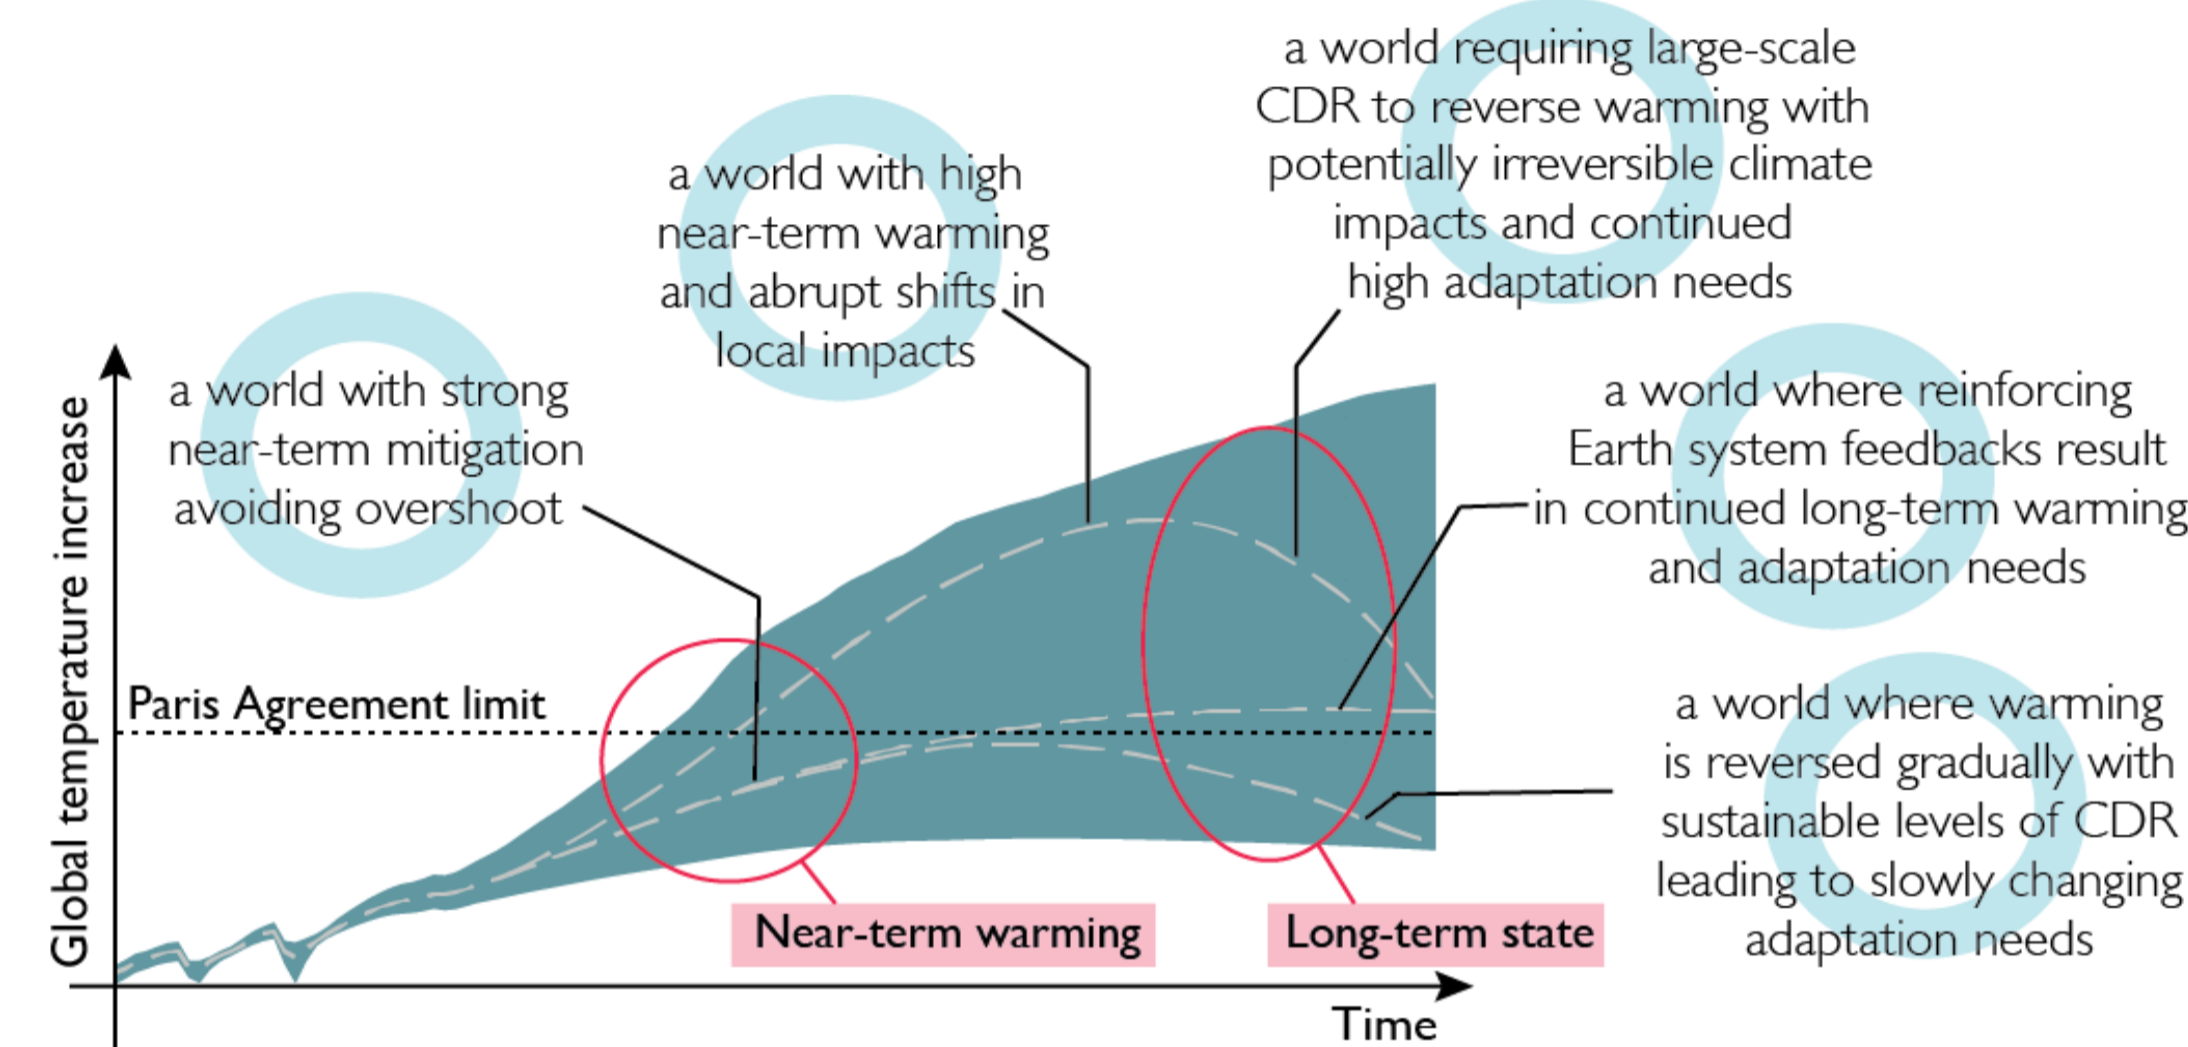 a world requiring large-scale
CDR to reverse warming with
potentially irreversible climate
impacts and continued
high adaptation needs
a world with high
near-term warming
and abrupt shifts in
local impacts
a world with strong
near-term mitigation
avoiding overshoot
a world where reinforcing
Earth system feedbacks result
in continued long-term warming
and adaptation needs
Global temperature increase
Paris Agreement limit
a world where warming
is reversed gradually with
sustainable levels of CDR
leading to slowly changing
adaptation needs
Near-term warming
Long-term state
Time